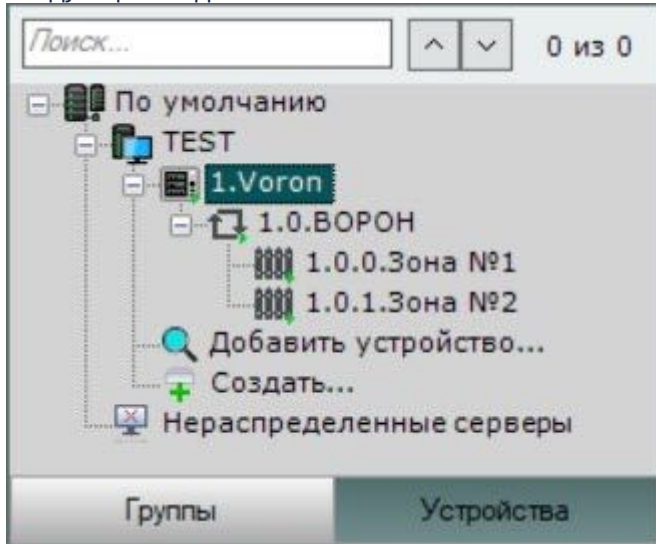 Поиск...
0 из 0
По умолчанию
TEST
1.Voron
1.0.ВОРОН
1.0.0.Зона №1
1.0.1.Зона №2
Добавить устройство...
Создать...
Нераспределенные серверы
Группы
Устройства